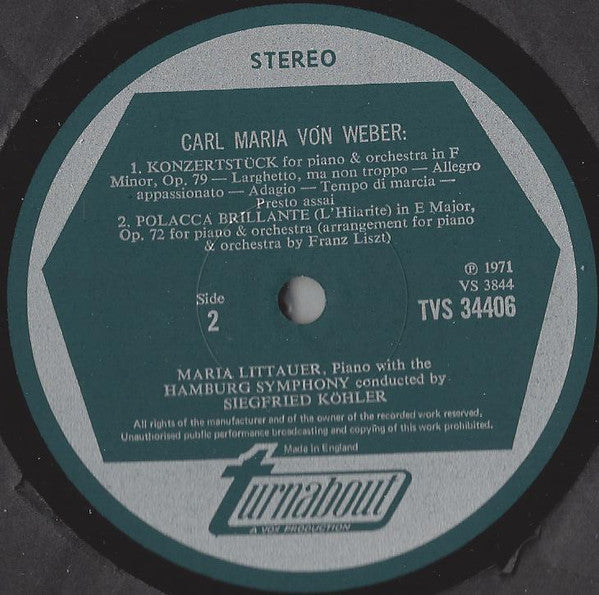 STEREO
CARL MARIA VON WEBER:
1. KONZERTSTÜCK for piano & orchestra in F
Minor, Op. 79 — Larghetto, ma non troppo — Allegro
appassionato — Adagio — Tempo di marcia —
Presto assai
2. POLACCA BRILLANTE (L'Hilarite) in E Major,
Op. 72 for piano & orchestra (arrangement for piano
& orchestra by Franz Liszt)
℗ 1971
VS 3844
Side
2
TVS 34406
MARIA LITTAUER, Piano with the
HAMBURG SYMPHONY conducted by
SIEGFRIED KÖHLER
All rights of the manufacturer and of the owner of the recorded work reserved,
Unauthorised public performance broadcasting and copying of this work prohibited.
Made in England
turnabout
A VOX PRODUCTION